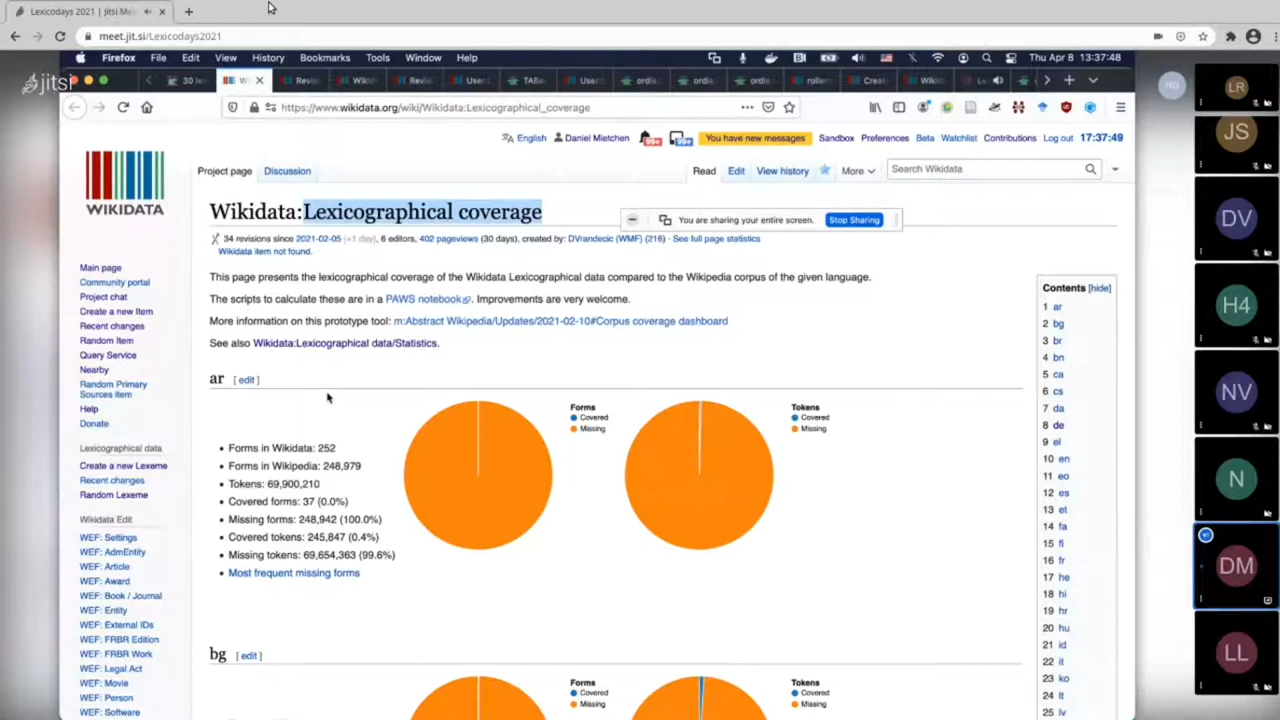 Lexicodays 2021 | Jitsi Me
meet.jit.si/Lexicodays2021
Firefox File Edit View History Bookmarks Tools Window Help
Thu Apr 8 13:37:48
jitsi
https://www.wikidata.org/wiki/Wikidata:Lexicographical_coverage
English Daniel Mietchen 99+ 99+ You have new messages Sandbox Preferences Beta Watchlist Contributions Log out 17:37:49
Project page Discussion Read Edit View history More Search Wikidata
WIKIDATA
Wikidata:Lexicographical coverage
You are sharing your entire screen. Stop Sharing
34 revisions since 2021-02-05 (+1 day), 6 editors, 402 pageviews (30 days), created by: DVrandecic (WMF) (216) · See full page statistics
Wikidata item not found.
This page presents the lexicographical coverage of the Wikidata Lexicographical data compared to the Wikipedia corpus of the given language.
The scripts to calculate these are in a PAWS notebook. Improvements are very welcome.
More information on this prototype tool: m:Abstract Wikipedia/Updates/2021-02-10#Corpus coverage dashboard
See also Wikidata:Lexicographical data/Statistics.
Main page
Community portal
Project chat
Create a new Item
Recent changes
Random Item
Query Service
Nearby
Random Primary
Sources item
Help
Donate
Lexicographical data
Create a new Lexeme
Recent changes
Random Lexeme
Wikidata Edit
WEF: Settings
WEF: AdmEntity
WEF: Article
WEF: Award
WEF: Book / Journal
WEF: Entity
WEF: External IDs
WEF: FRBR Edition
WEF: FRBR Work
WEF: Legal Act
WEF: Movie
WEF: Person
WEF: Software
ar [ edit ]
• Forms in Wikidata: 252
• Forms in Wikipedia: 248,979
• Tokens: 69,900,210
• Covered forms: 37 (0.0%)
• Missing forms: 248,942 (100.0%)
• Covered tokens: 245,847 (0.4%)
• Missing tokens: 69,654,363 (99.6%)
• Most frequent missing forms
Forms
Covered
Missing
Tokens
Covered
Missing
bg [ edit ]
Forms
Covered
Missing
Tokens
Covered
Missing
Contents [hide]
1 ar
2 bg
3 br
4 bn
5 ca
6 cs
7 da
8 de
9 el
10 en
11 eo
12 es
13 et
14 fa
15 fi
16 fr
17 he
18 hi
19 hr
20 hu
21 id
22 it
23 ko
24 lt
25 lv
LR
JS
DV
H4
NV
N
DM
LL